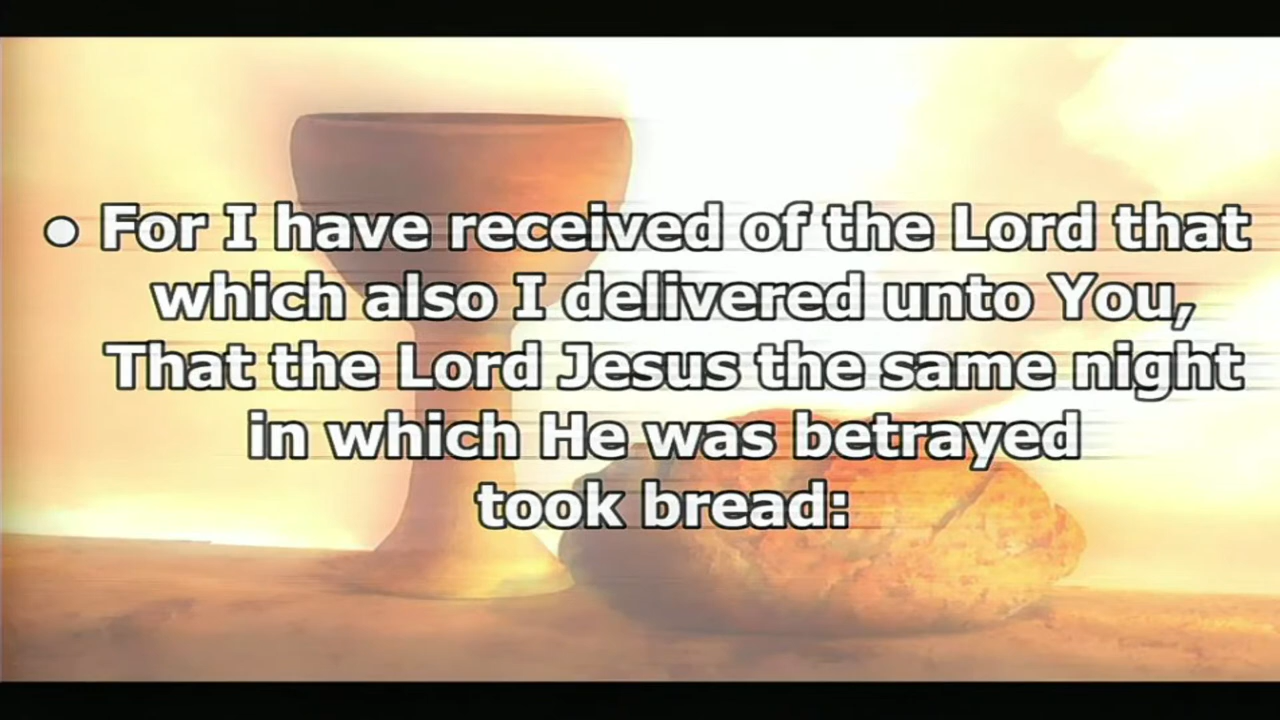 • For I have received of the Lord that
which also I delivered unto You,
That the Lord Jesus the same night
in which He was betrayed
took bread: